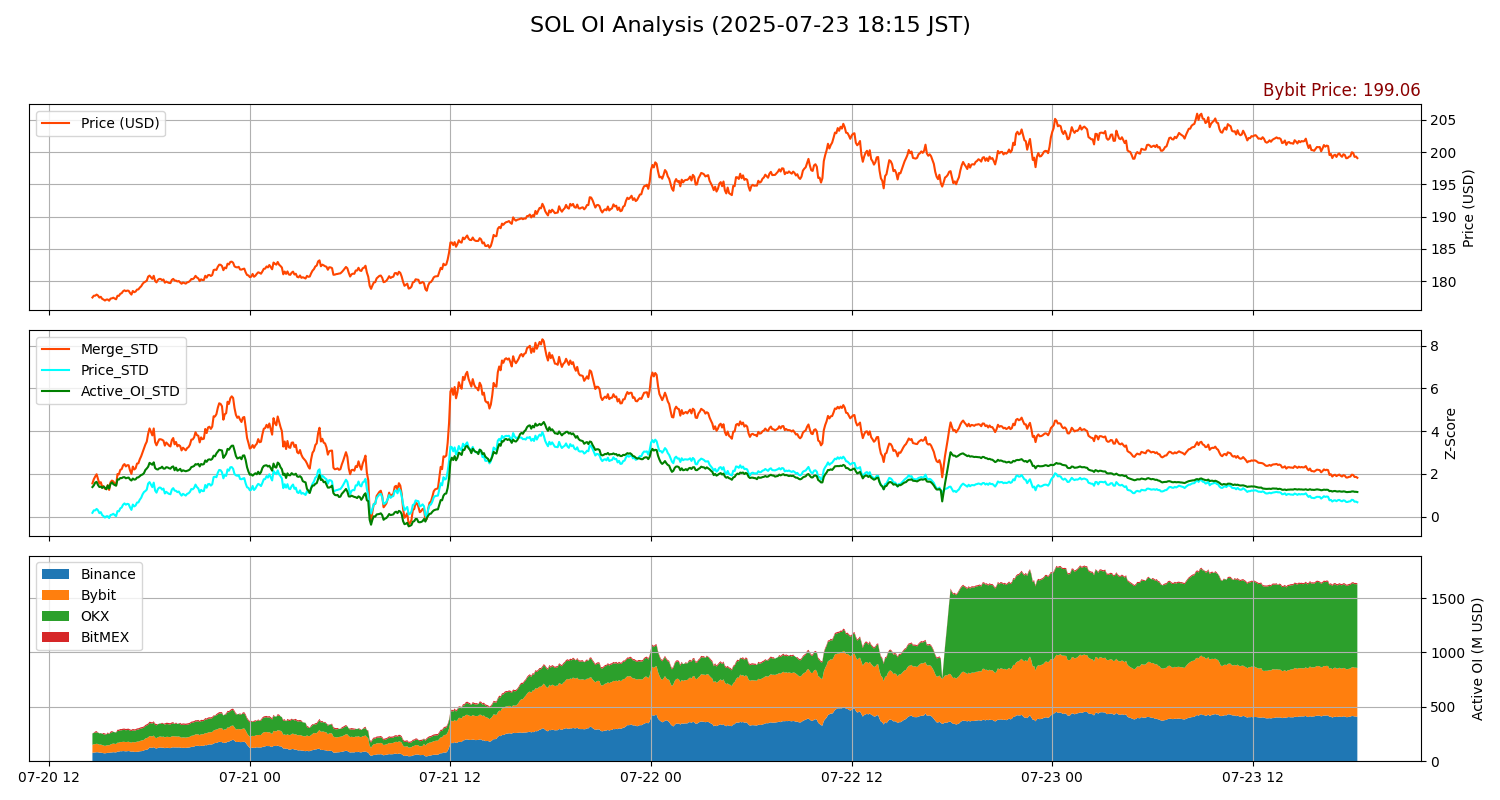 SOL OI Analysis (2025-07-23 18:15 JST)
Bybit Price: 199.06
Price (USD)
205
200
195
190
185
180
Price (USD)
Merge_STD
Price_STD
Active_OI_STD
8
6
4
2
0
Z-Score
Binance
Bybit
OKX
BitMEX
1500
1000
500
0
Active OI (M USD)
07-20 12
07-21 00
07-21 12
07-22 00
07-22 12
07-23 00
07-23 12